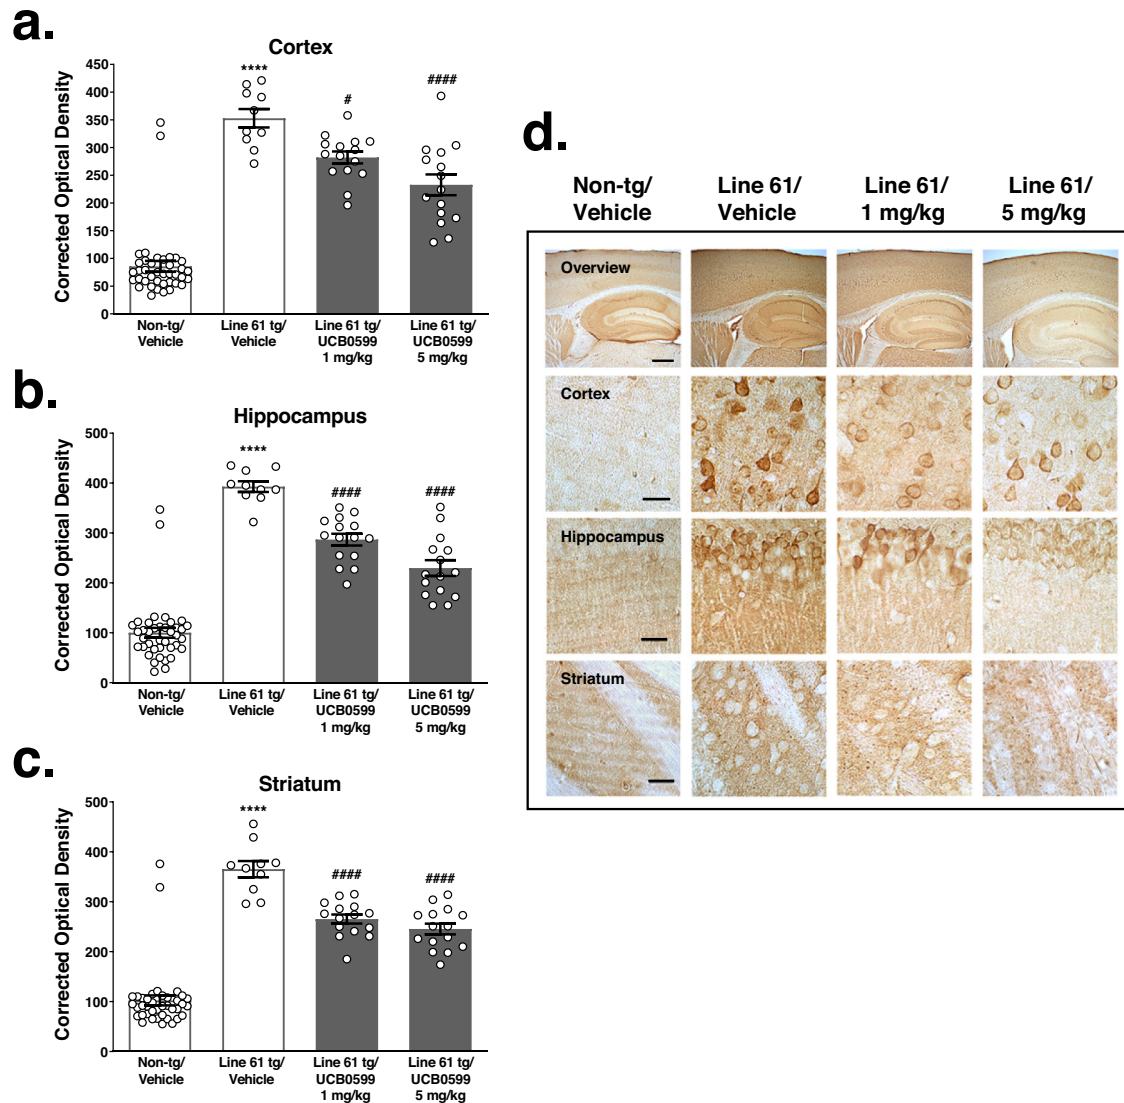 a.
Cortex
Corrected Optical Density
450
400
350
300
250
200
150
100
50
0
****
#
####
Non-tg/
Vehicle
Line 61 tg/
Vehicle
Line 61 tg/
UCB0599
1 mg/kg
Line 61 tg/
UCB0599
5 mg/kg
b.
Hippocampus
Corrected Optical Density
500
400
300
200
100
0
****
####
####
Non-tg/
Vehicle
Line 61 tg/
Vehicle
Line 61 tg/
UCB0599
1 mg/kg
Line 61 tg/
UCB0599
5 mg/kg
c.
Striatum
Corrected Optical Density
500
400
300
200
100
0
****
####
####
Non-tg/
Vehicle
Line 61 tg/
Vehicle
Line 61 tg/
UCB0599
1 mg/kg
Line 61 tg/
UCB0599
5 mg/kg
d.
Non-tg/
Vehicle
Line 61/
Vehicle
Line 61/
1 mg/kg
Line 61/
5 mg/kg
Overview
Cortex
Hippocampus
Striatum